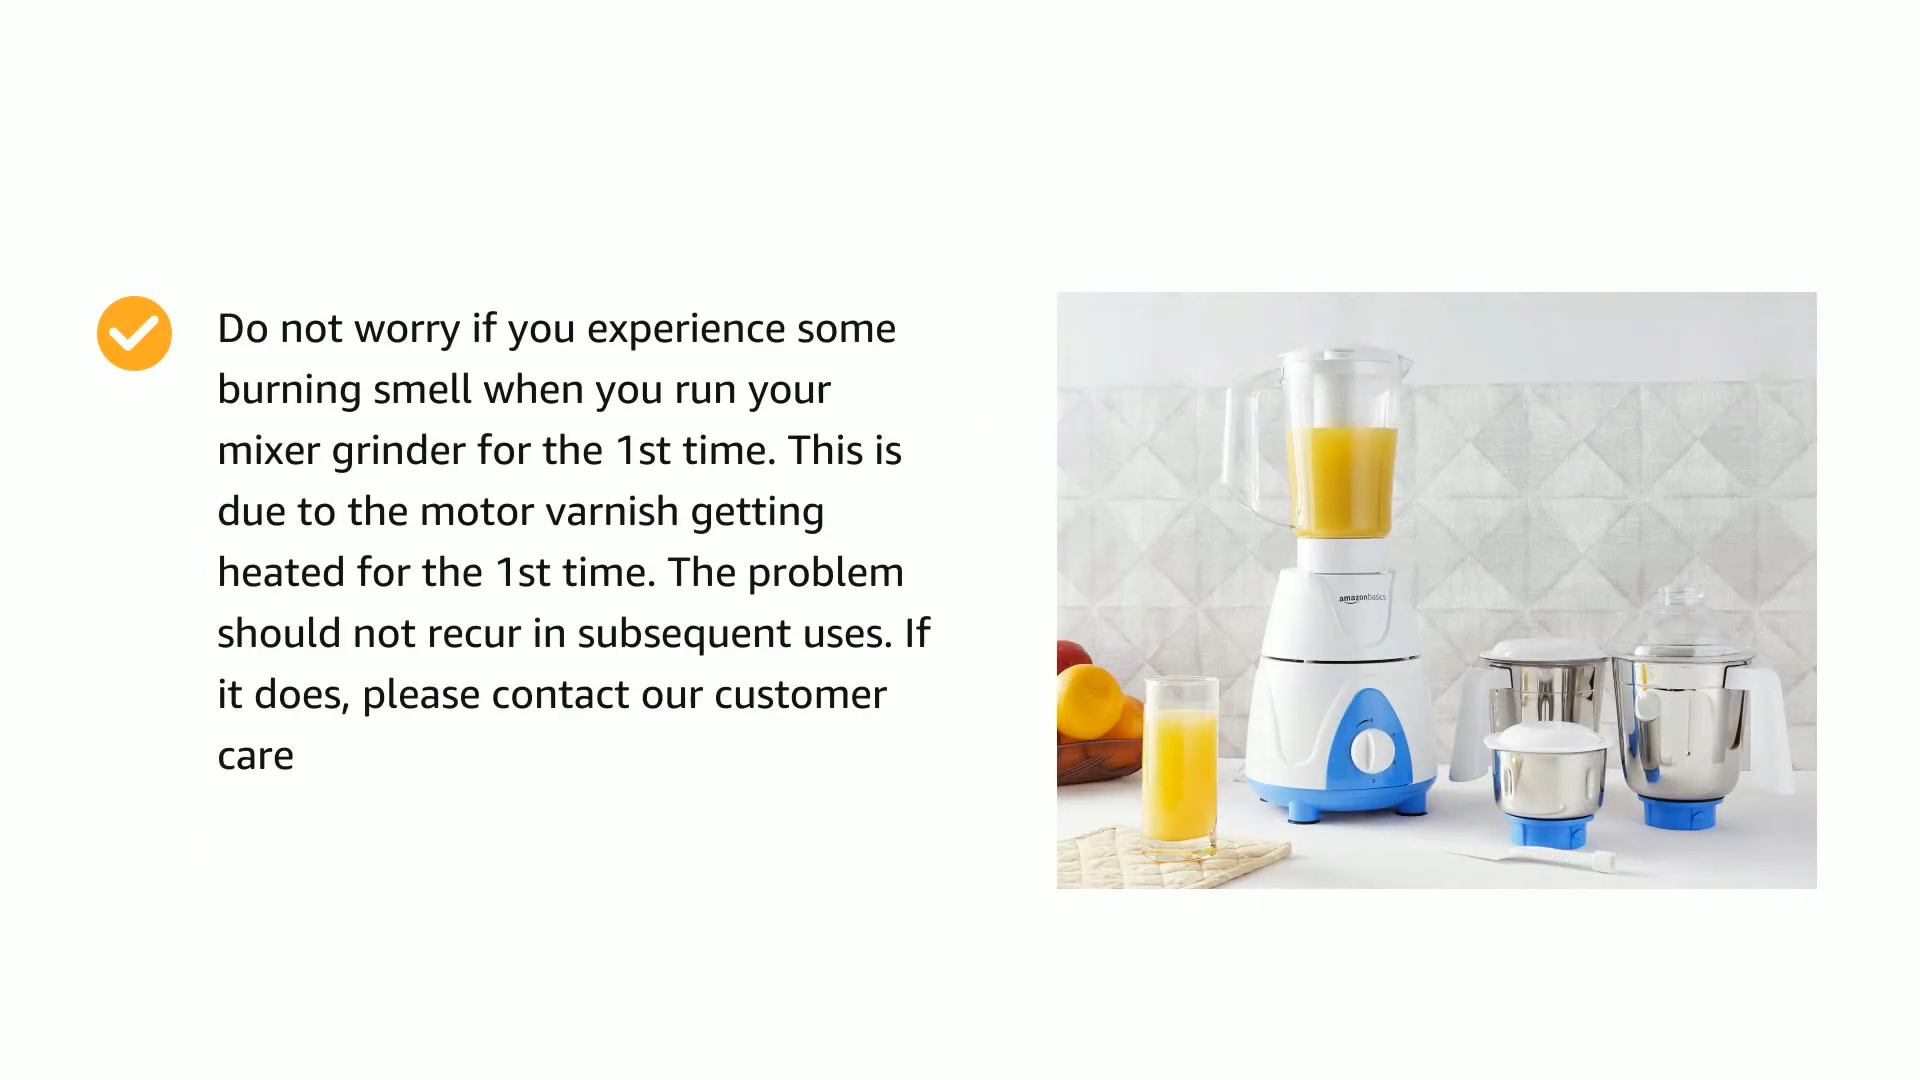 Do not worry if you experience some
burning smell when you run your
mixer grinder for the 1st time. This is
due to the motor varnish getting
heated for the 1st time. The problem
should not recur in subsequent uses. If
it does, please contact our customer
care
amazonbasics